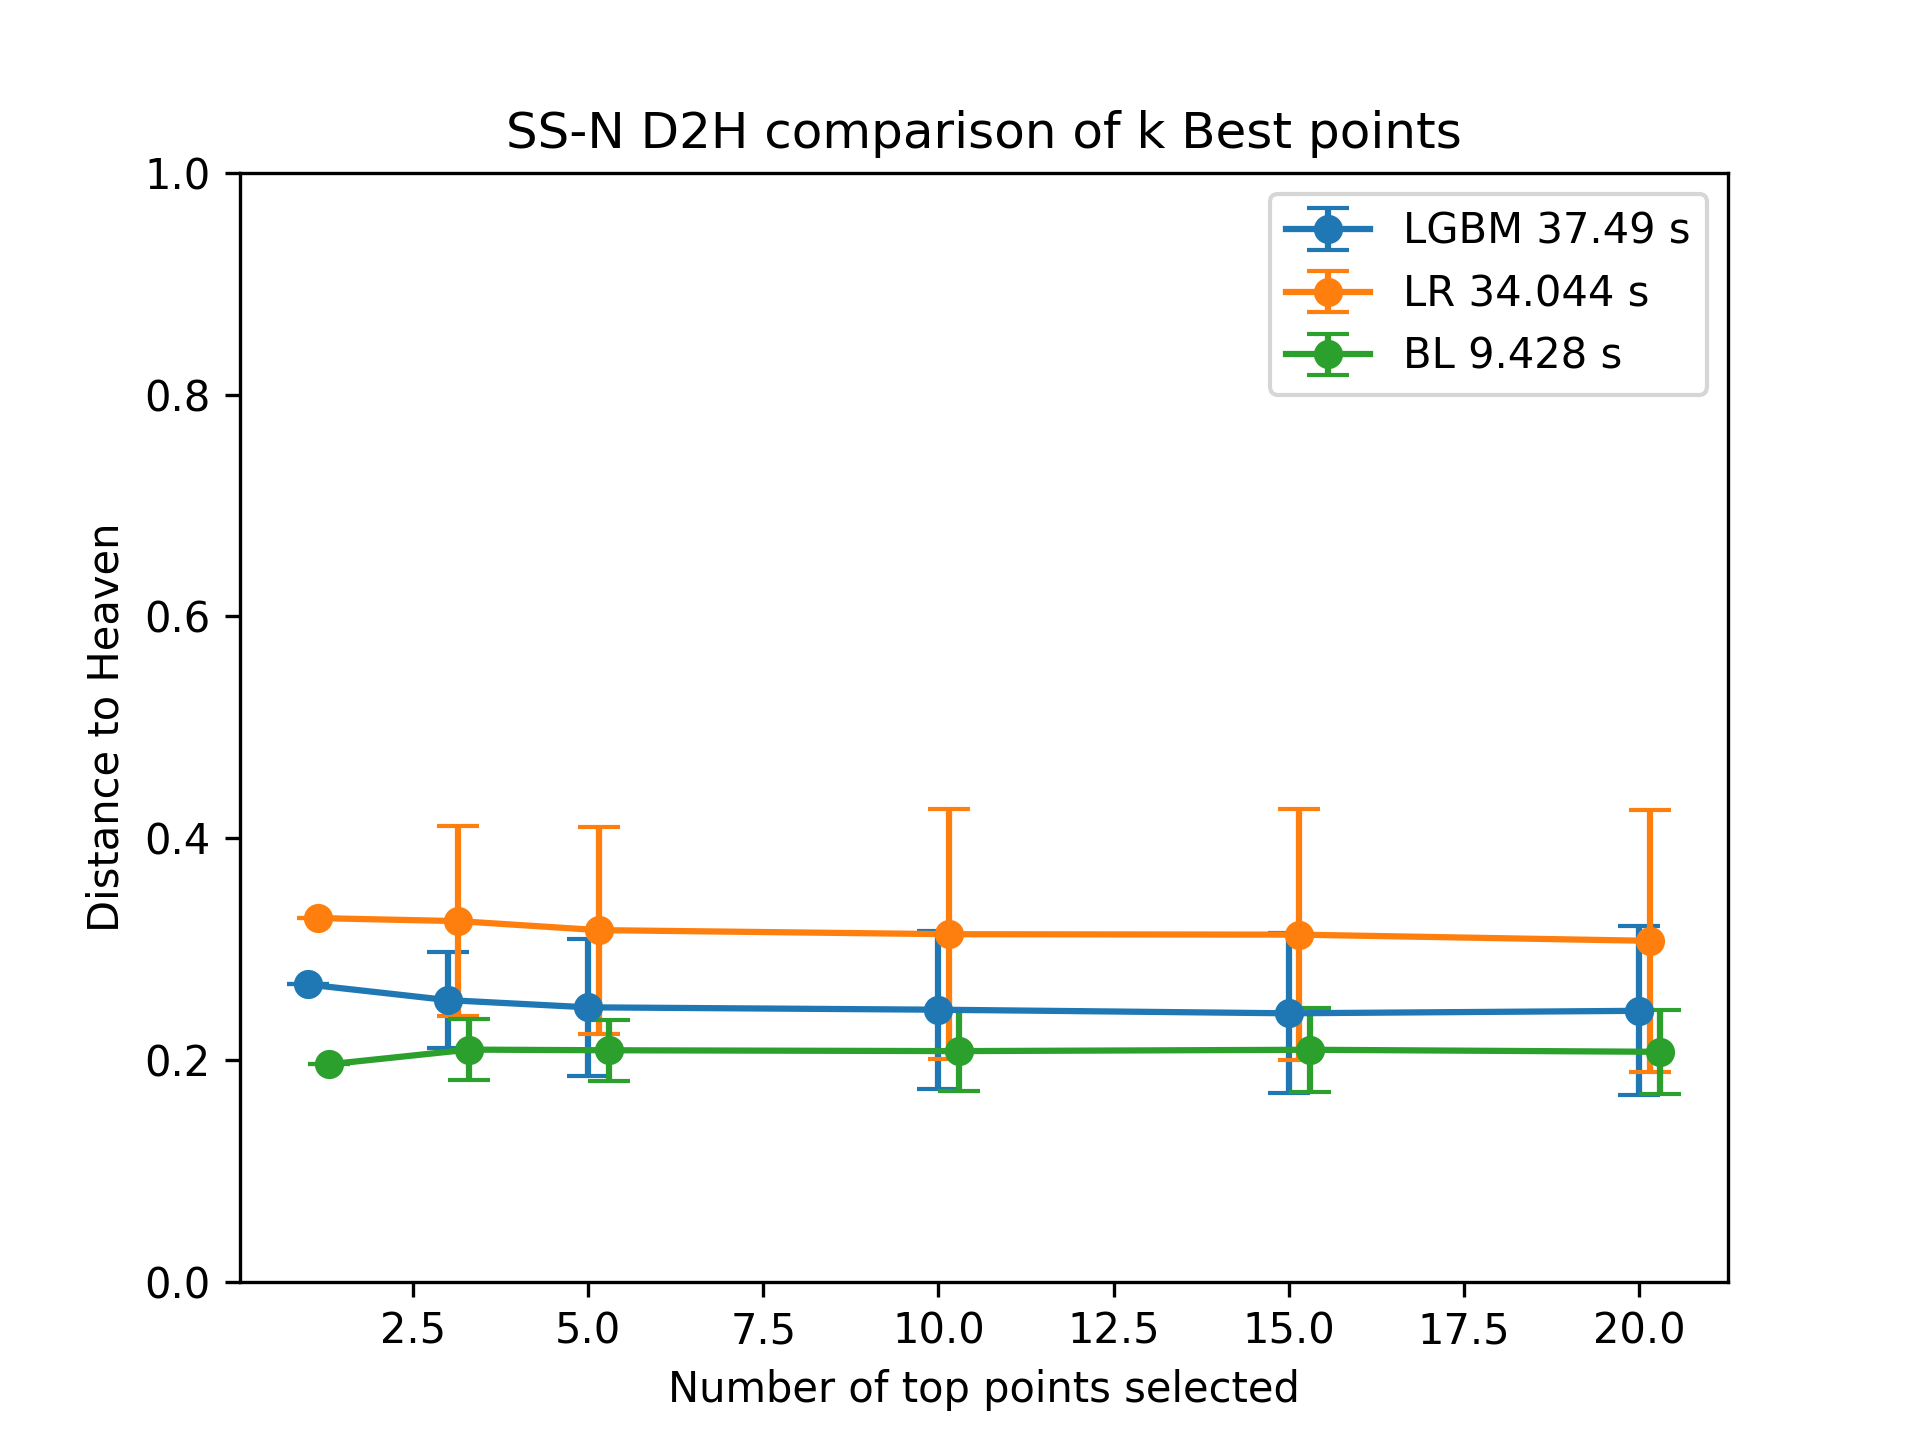 SS-N D2H comparison of k Best points
1.0
0.8
0.6
0.4
0.2
0.0
Distance to Heaven
LGBM 37.49 s
LR 34.044 s
BL 9.428 s
2.5 5.0 7.5 10.0 12.5 15.0 17.5 20.0
Number of top points selected